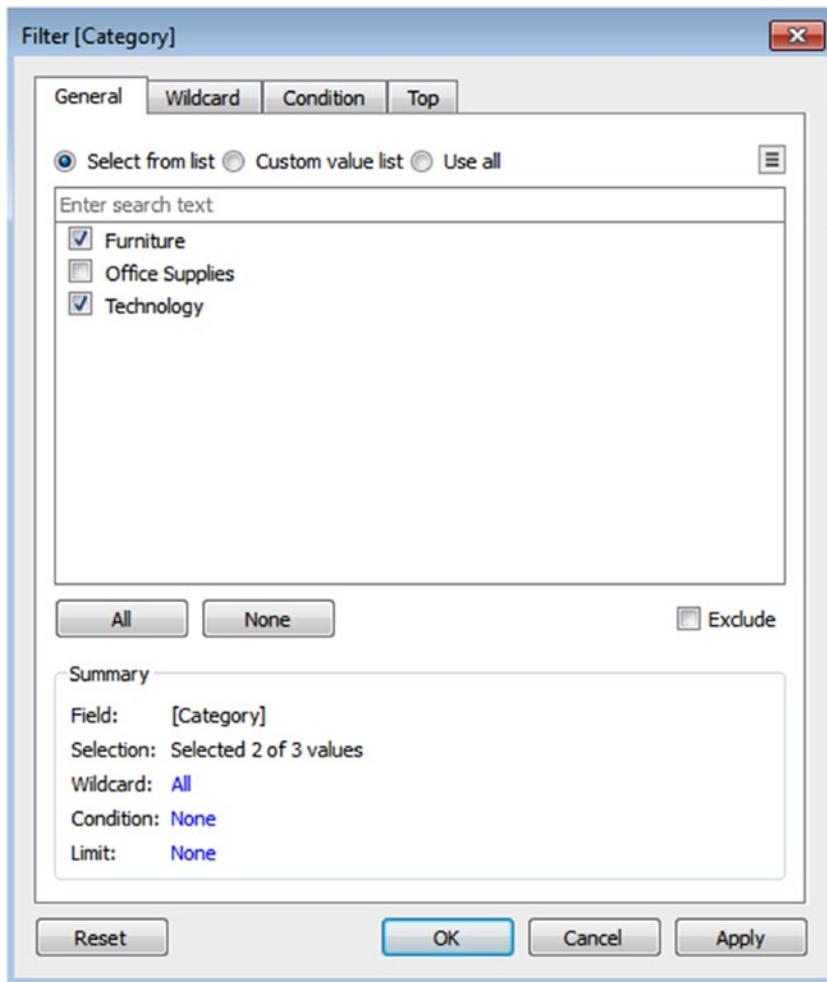 Filter [Category]
General Wildcard Condition Top
Select from list Custom value list Use all
Enter search text
Furniture
Office Supplies
Technology
All None Exclude
Summary
Field: [Category]
Selection: Selected 2 of 3 values
Wildcard: All
Condition: None
Limit: None
Reset OK Cancel Apply